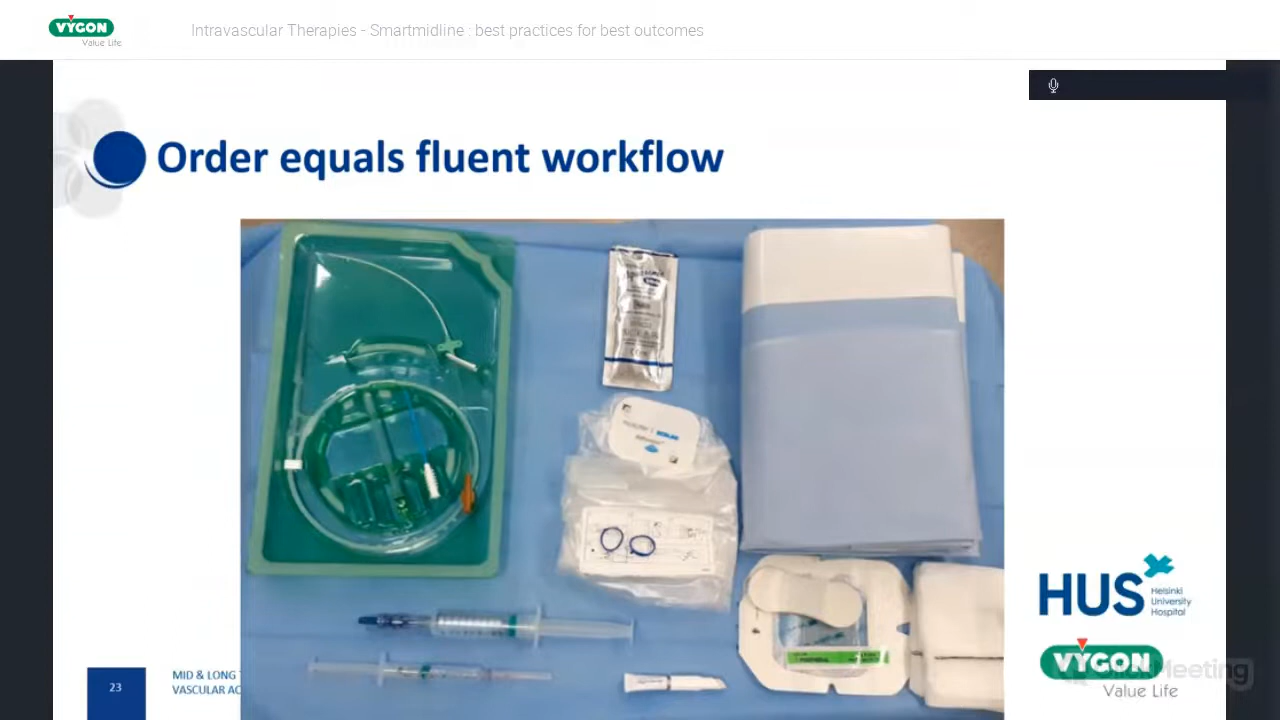 VYGON
Value Life
Intravascular Therapies - Smartmidline : best practices for best outcomes
Order equals fluent workflow
HUS
Helsinki
University
Hospital
VYGON
Value Life
ClickMeeting
23
MID & LONG
VASCULAR AC